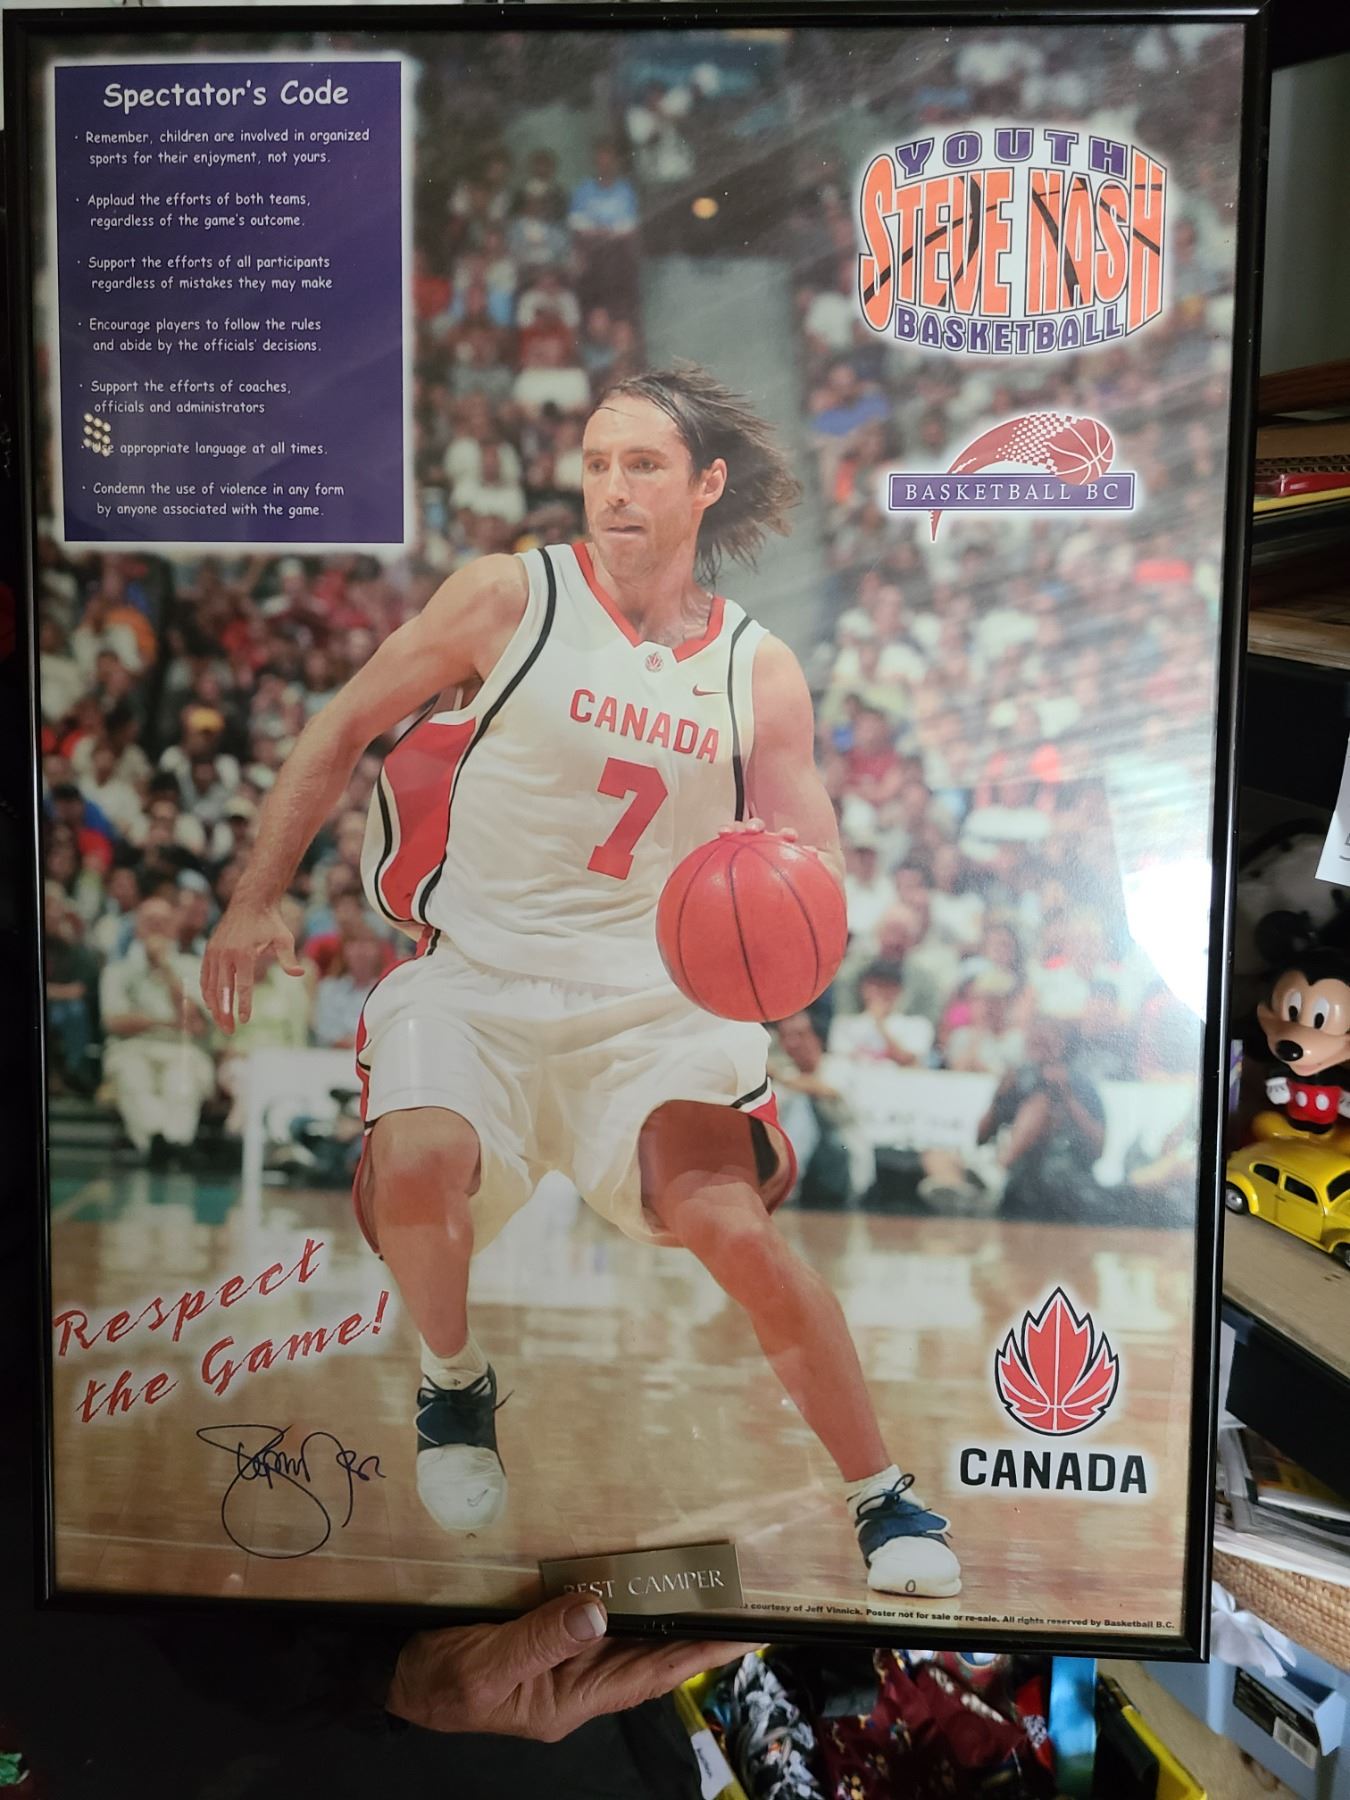 Spectator's Code
· Remember, children are involved in organized
sports for their enjoyment, not yours.
· Applaud the efforts of both teams,
regardless of the game's outcome.
· Support the efforts of all participants
regardless of mistakes they may make
· Encourage players to follow the rules
and abide by the officials' decisions.
· Support the efforts of coaches,
officials and administrators
· Use appropriate language at all times.
· Condemn the use of violence in any form
by anyone associated with the game.
YOUTH
STEVE NASH
BASKETBALL
BASKETBALL BC
CANADA
7
Respect
the Game!
CANADA
BEST CAMPER
courtesy of Jeff Vinnick. Poster not for sale or re-sale. All rights reserved by Basketball B.C.